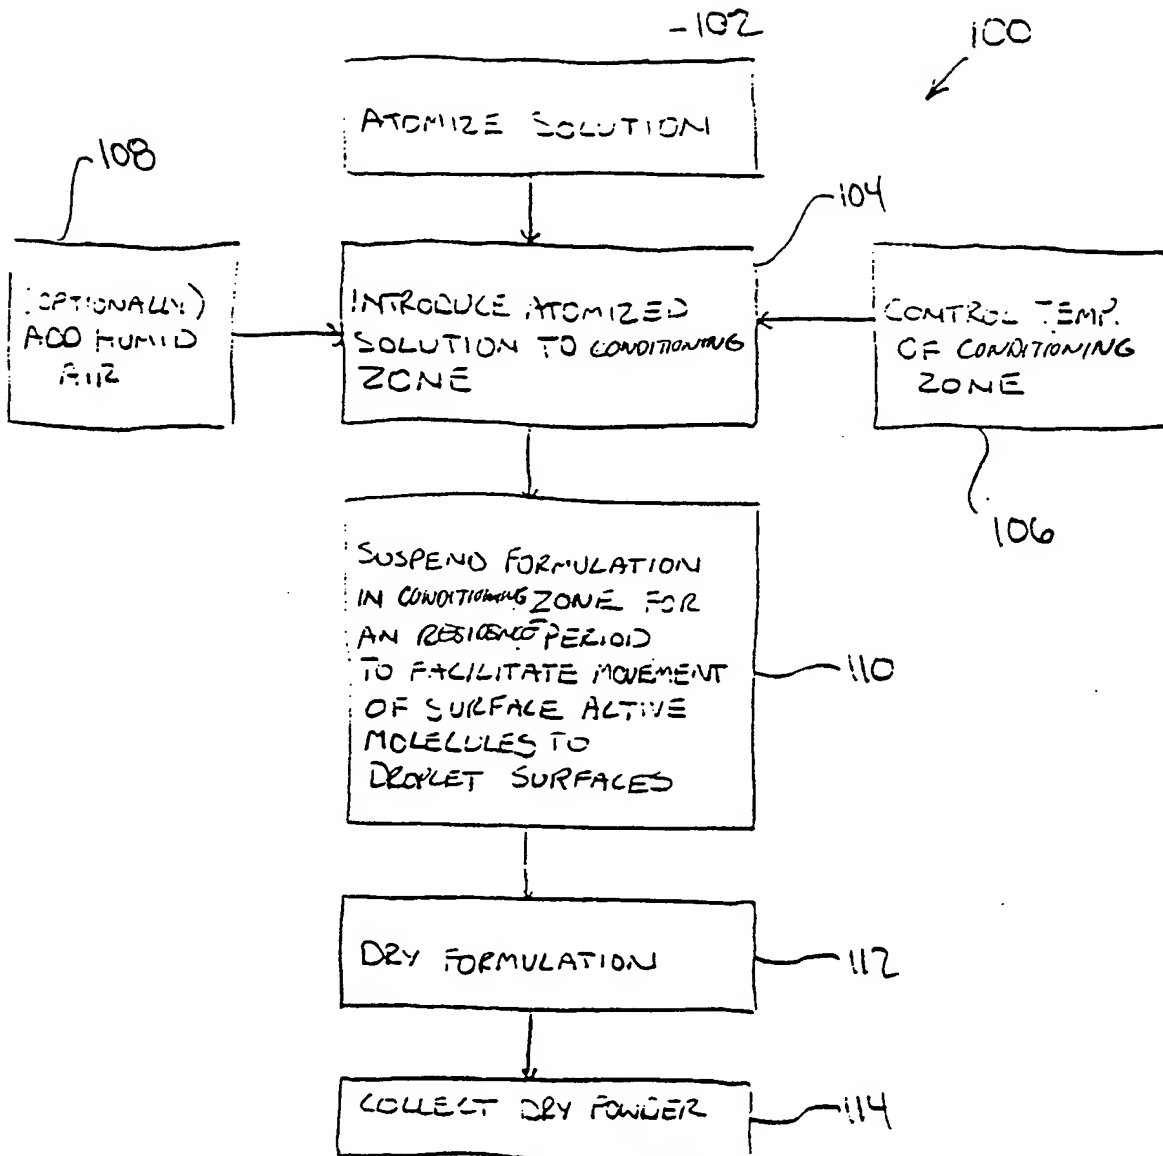 102
100
ATOMIZE SOLUTION
108
104
(OPTIONALLY)
ADD HUMID
AIR
INTRODUCE ATOMIZED
SOLUTION TO CONDITIONING
ZONE
CONTROL TEMP.
OF CONDITIONING
ZONE
106
SUSPEND FORMULATION
IN CONDITIONING ZONE FOR
AN RESIDENCE PERIOD
TO FACILITATE MOVEMENT
OF SURFACE ACTIVE
MOLECULES TO
DROPLET SURFACES
110
DRY FORMULATION
112
COLLECT DRY POWDER
114